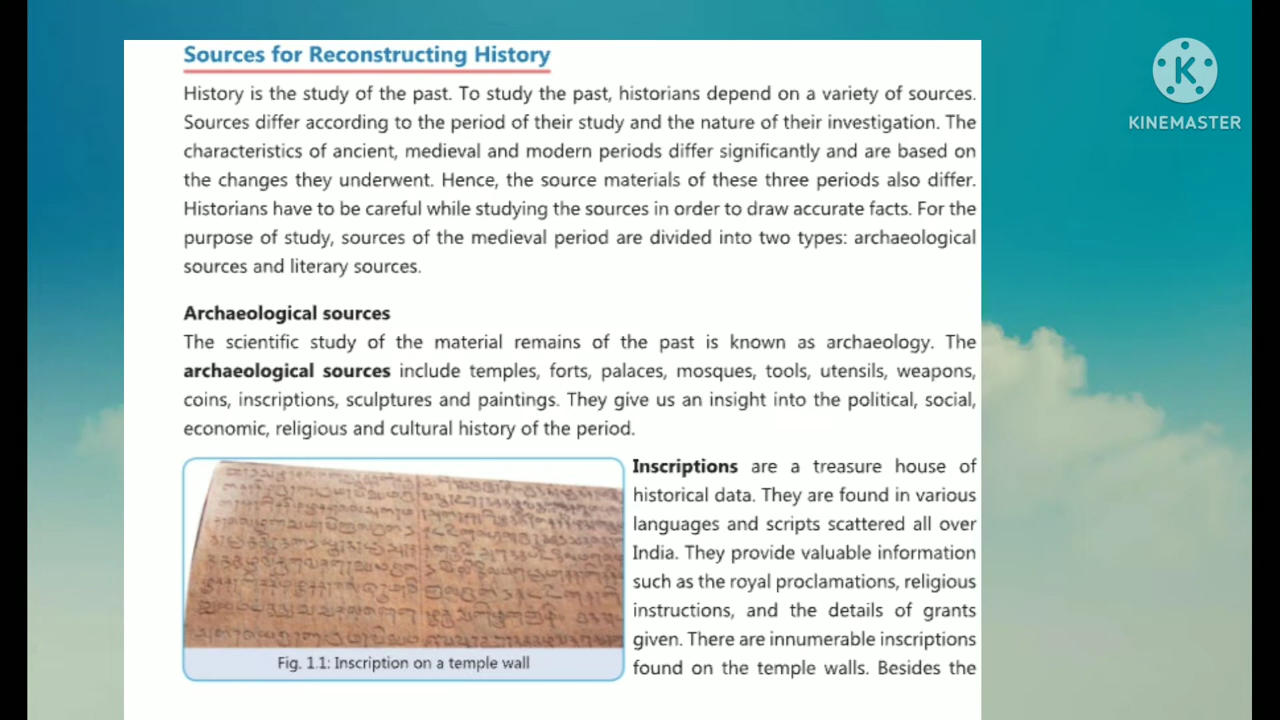 Sources for Reconstructing History
History is the study of the past. To study the past, historians depend on a variety of sources.
Sources differ according to the period of their study and the nature of their investigation. The
characteristics of ancient, medieval and modern periods differ significantly and are based on
the changes they underwent. Hence, the source materials of these three periods also differ.
Historians have to be careful while studying the sources in order to draw accurate facts. For the
purpose of study, sources of the medieval period are divided into two types: archaeological
sources and literary sources.
Archaeological sources
The scientific study of the material remains of the past is known as archaeology. The
archaeological sources include temples, forts, palaces, mosques, tools, utensils, weapons,
coins, inscriptions, sculptures and paintings. They give us an insight into the political, social,
economic, religious and cultural history of the period.
Inscriptions are a treasure house of
historical data. They are found in various
languages and scripts scattered all over
India. They provide valuable information
such as the royal proclamations, religious
instructions, and the details of grants
given. There are innumerable inscriptions
found on the temple walls. Besides the
Fig. 1.1: Inscription on a temple wall
K
KINEMASTER